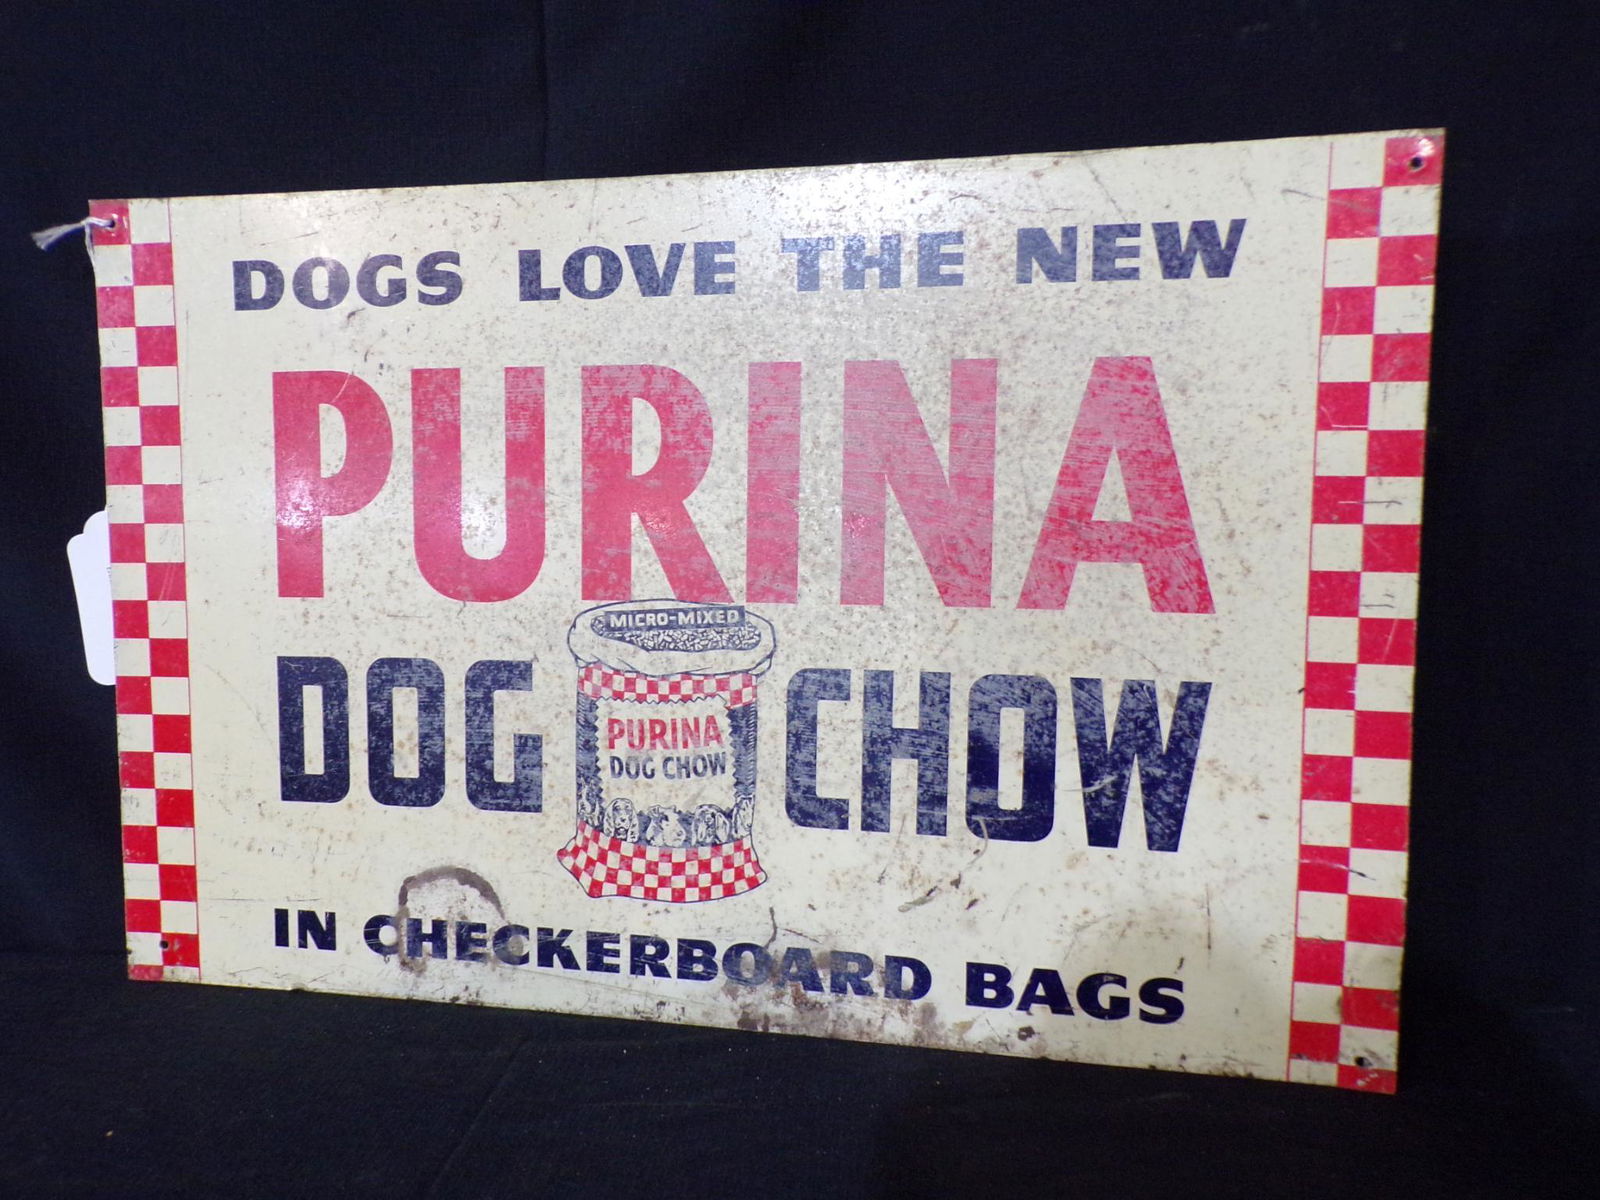 DOGS LOVE THE NEW
PURINA
DOG CHOW
MICRO-MIXED
PURINA
DOG CHOW
IN CHECKERBOARD BAGS